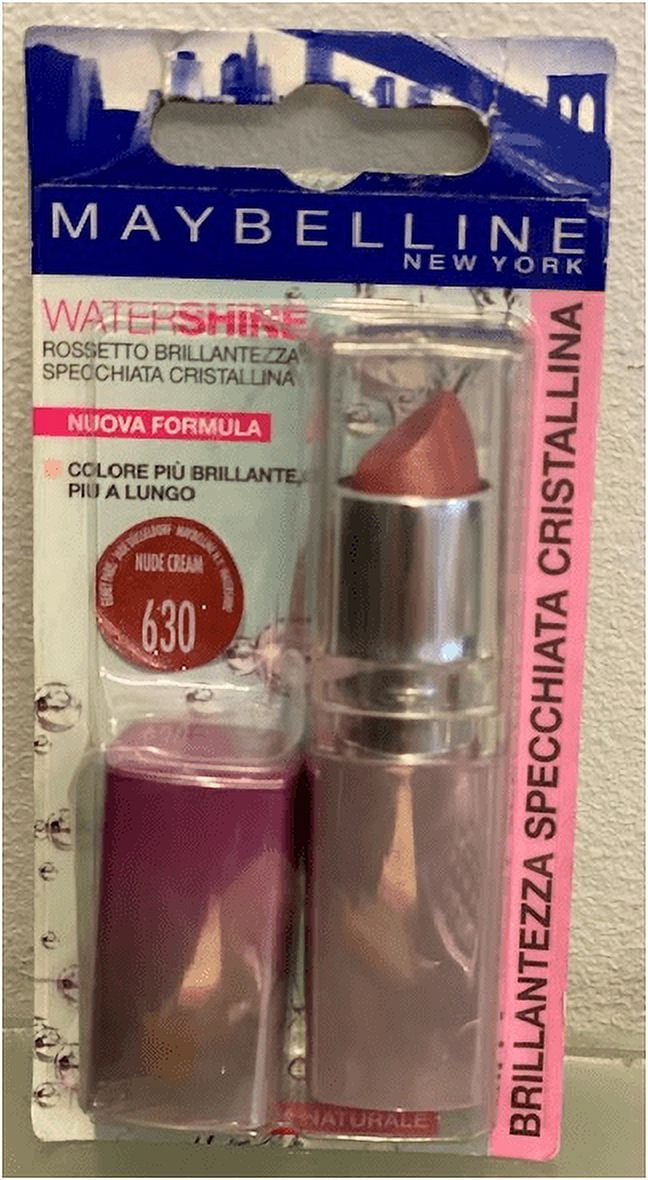 MAYBELLINE
NEW YORK
WATERSHINE
ROSSETTO BRILLANTEZZA
SPECCHIATA CRISTALLINA
NUOVA FORMULA
COLORE PIÙ BRILLANTE,
PIÙ A LUNGO
NUDE CREAM
630
NATURALE
BRILLANTEZZA SPECCHIATA CRISTALLINA